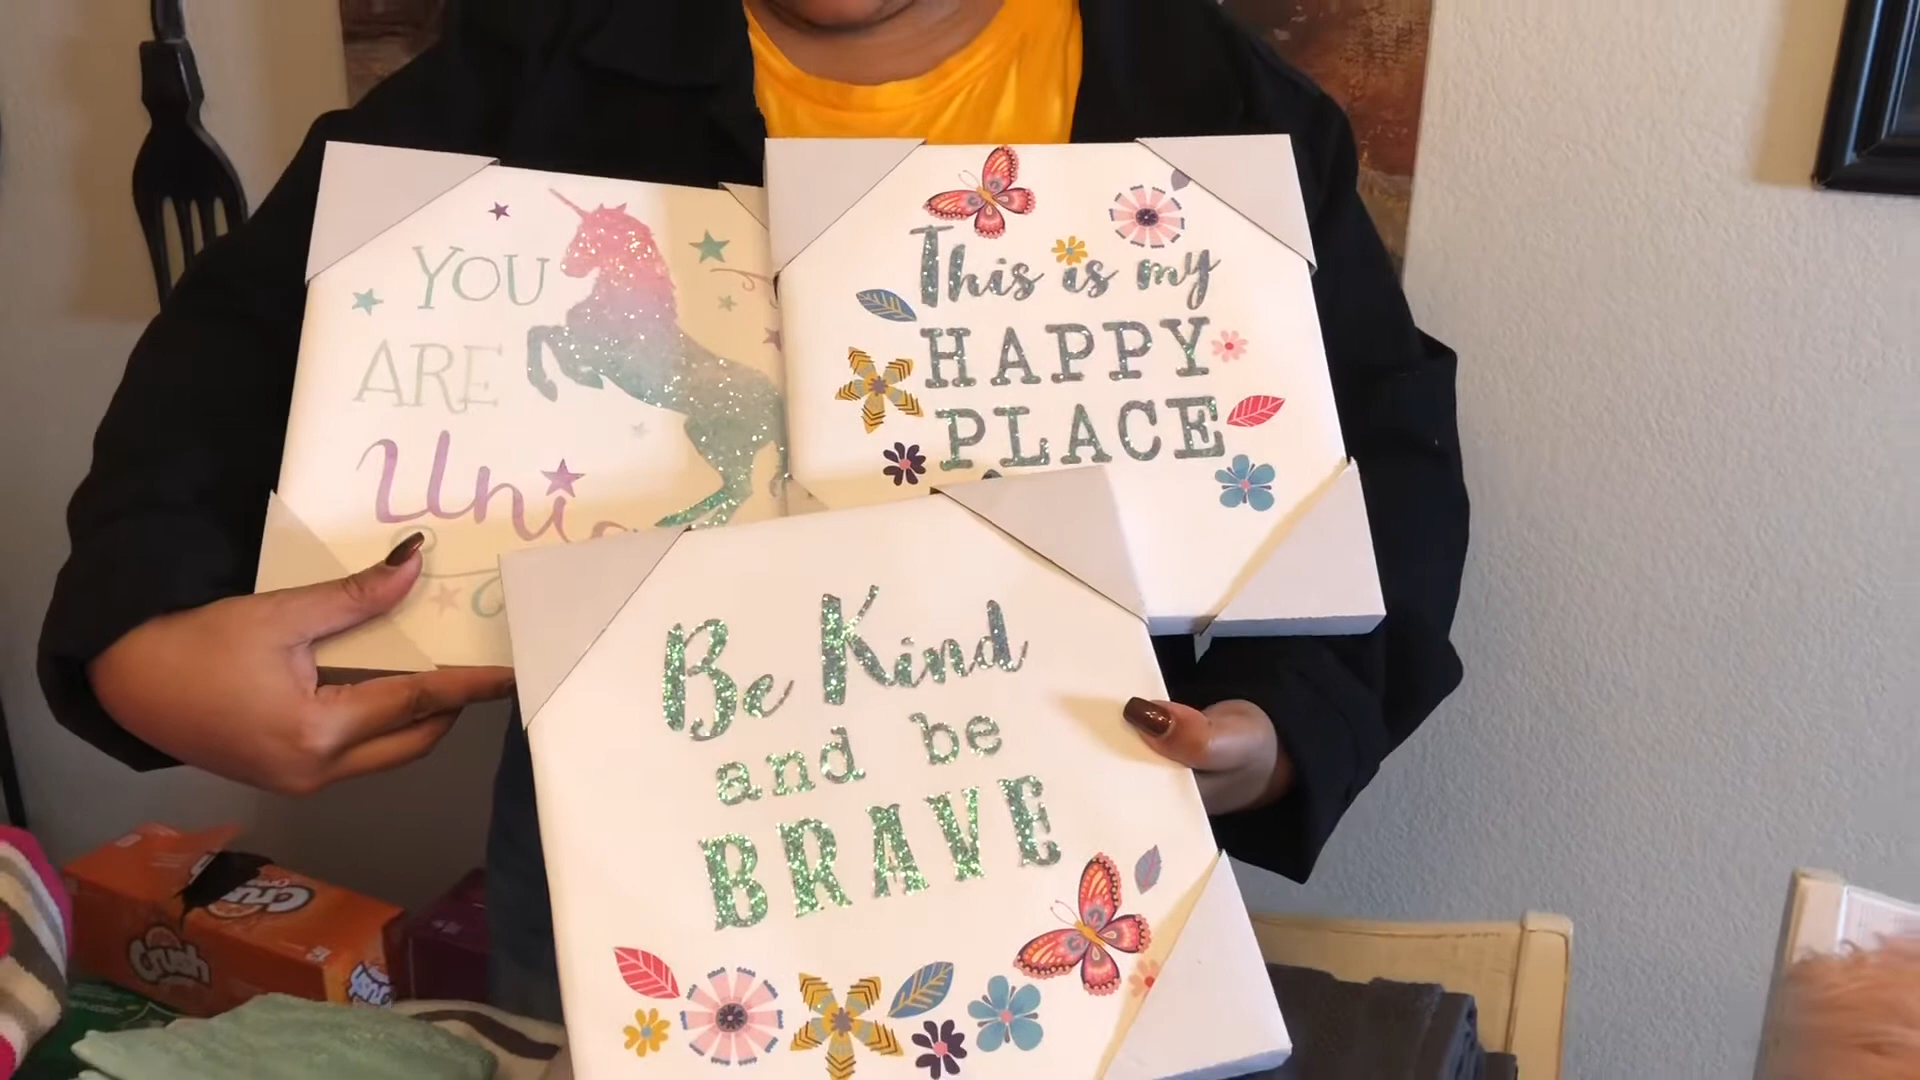 YOU
ARE
This is my
HAPPY
PLACE
Be Kind
and be
BRAVE
Crush